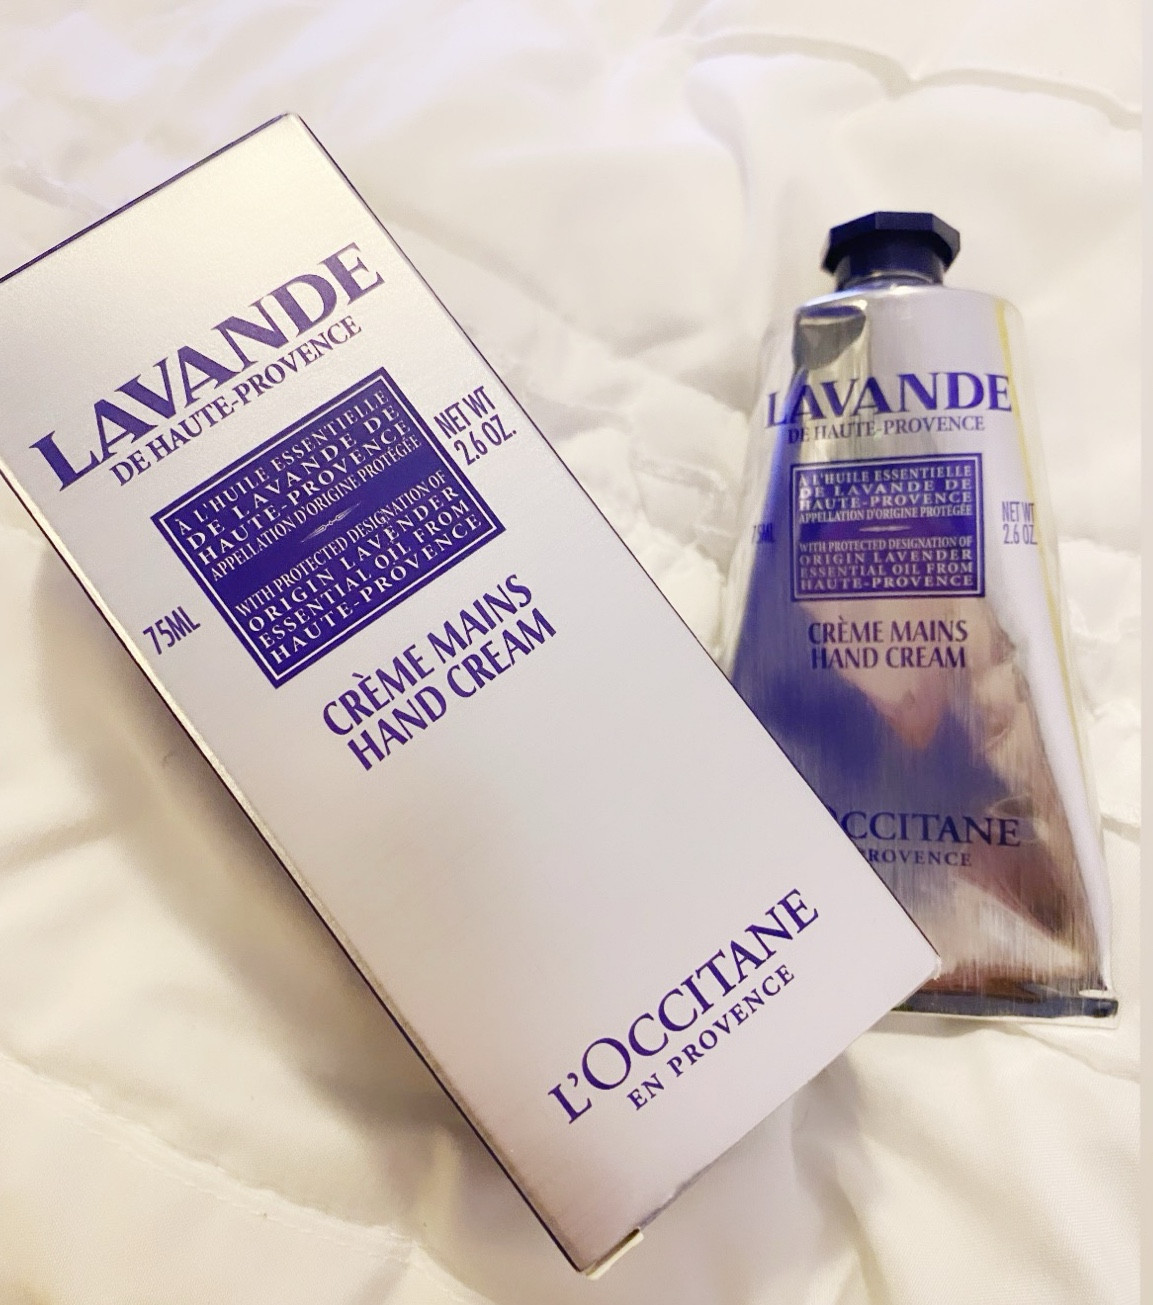 LAVANDE
DE HAUTE-PROVENCE
À L'HUILE ESSENTIELLE
DE LAVANDE DE
HAUTE-PROVENCE
APPELLATION D'ORIGINE PROTÉGÉE
WITH PROTECTED DESIGNATION OF
ORIGIN LAVENDER
ESSENTIAL OIL FROM
HAUTE-PROVENCE
NET WT
2.6 OZ.
75ML
CRÈME MAINS
HAND CREAM
L'OCCITANE
EN PROVENCE
LAVANDE
DE HAUTE-PROVENCE
À L'HUILE ESSENTIELLE
DE LAVANDE DE
HAUTE-PROVENCE
APPELLATION D'ORIGINE PROTÉGÉE
WITH PROTECTED DESIGNATION OF
ORIGIN LAVENDER
ESSENTIAL OIL FROM
HAUTE-PROVENCE
75ML
NET WT
2.6 OZ
CRÈME MAINS
HAND CREAM
OCCITANE
PROVENCE